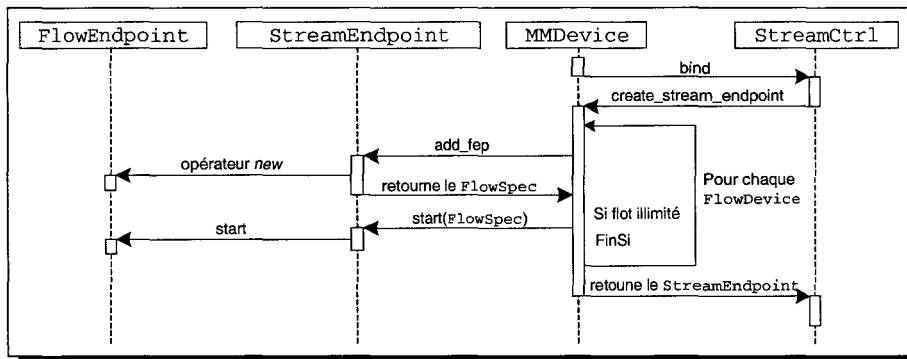 FlowEndpoint StreamEndpoint MMDevice StreamCtrl
bind
create_stream_endpoint
add_fep
opérateur new
retourne le FlowSpec
Pour chaque
FlowDevice
Si flot illimité
start(FlowSpec)
start
FinSi
retoune le StreamEndpoint